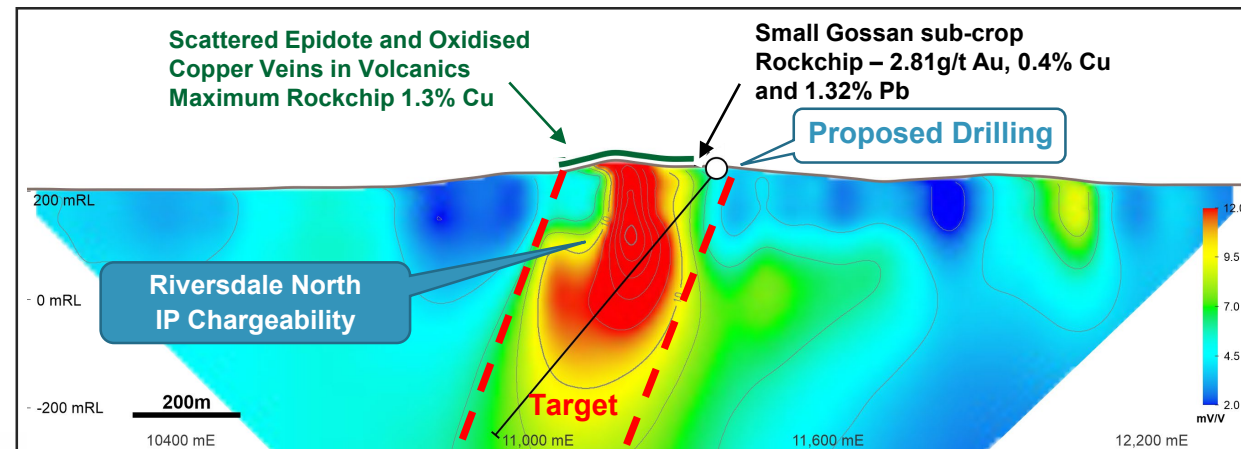 Scattered Epidote and Oxidised
Copper Veins in Volcanics
Maximum Rockchip 1.3% Cu
Small Gossan sub-crop
Rockchip – 2.81g/t Au, 0.4% Cu
and 1.32% Pb
Proposed Drilling
200 mRL
Riversdale North
IP Chargeability
0 mRL
-200 mRL
200m
Target
10400 mE
11,000 mE
11,600 mE
12,200 mE
12.0
9.5
7.0
4.5
2.0
mV/V